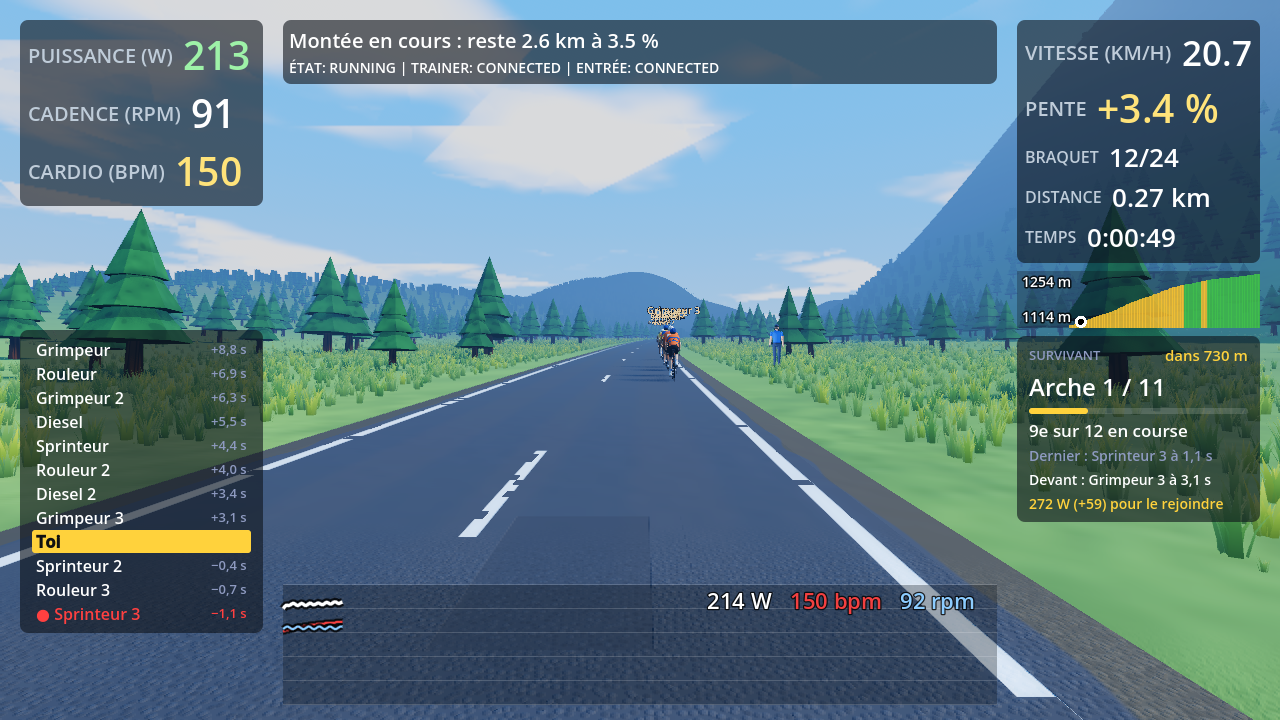 PUISSANCE (W) 213
CADENCE (RPM) 91
CARDIO (BPM) 150
Montée en cours : reste 2.6 km à 3.5 %
ÉTAT: RUNNING | TRAINER: CONNECTED | ENTRÉE: CONNECTED
VITESSE (KM/H) 20.7
PENTE +3.4 %
BRAQUET 12/24
DISTANCE 0.27 km
TEMPS 0:00:49
1254 m
1114 m
SURVIVANT dans 730 m
Arche 1 / 11
9e sur 12 en course
Dernier : Sprinteur 3 à 1,1 s
Devant : Grimpeur 3 à 3,1 s
272 W (+59) pour le rejoindre
Grimpeur 3
Grimpeur +8,8 s
Rouleur +6,9 s
Grimpeur 2 +6,3 s
Diesel +5,5 s
Sprinteur +4,4 s
Rouleur 2 +4,0 s
Diesel 2 +3,4 s
Grimpeur 3 +3,1 s
Toi
Sprinteur 2 −0,4 s
Rouleur 3 −0,7 s
Sprinteur 3 −1,1 s
214 W 150 bpm 92 rpm